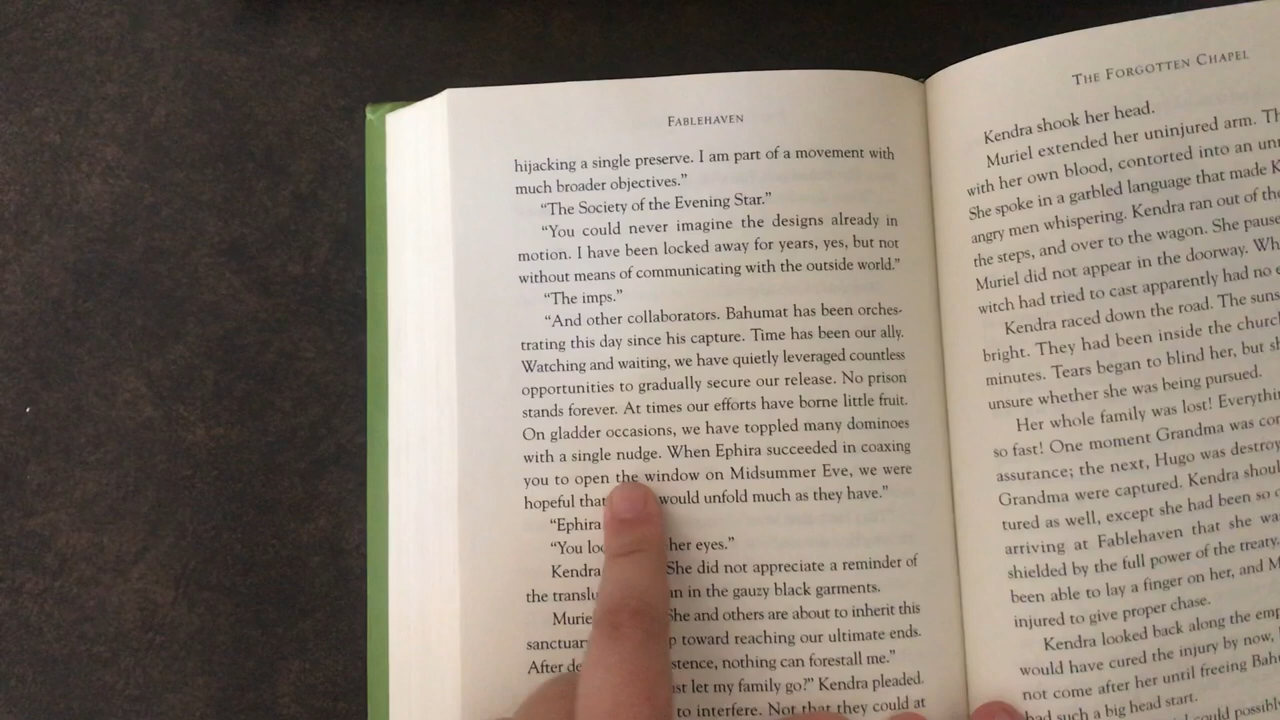 FABLEHAVEN
hijacking a single preserve. I am part of a movement with
much broader objectives."
"The Society of the Evening Star."
"You could never imagine the designs already in
motion. I have been locked away for years, yes, but not
without means of communicating with the outside world."
"The imps."
"And other collaborators. Bahumat has been orches-
trating this day since his capture. Time has been our ally.
Watching and waiting, we have quietly leveraged countless
opportunities to gradually secure our release. No prison
stands forever. At times our efforts have borne little fruit.
On gladder occasions, we have toppled many dominoes
with a single nudge. When Ephira succeeded in coaxing
you to open the window on Midsummer Eve, we were
hopeful that would unfold much as they have."
"Ephira
"You her eyes."
Kendra She did not appreciate a reminder of
the in the gauzy black garments.
She and others are about to inherit this
toward reaching our ultimate ends.
After nothing can forestall me."
let my family go?" Kendra pleaded.
to interfere. Not that they could at
THE FORGOTTEN CHAPEL
Kendra shook her head.
Muriel extended her uninjured arm.
with her own blood, contorted into an
She spoke in a garbled language that made
angry men whispering. Kendra ran out of the
the steps, and over to the wagon. She
Muriel did not appear in the doorway.
witch had tried to cast apparently had no
Kendra raced down the road. The
bright. They had been inside the
minutes. Tears began to blind her, but
unsure whether she was being pursued.
Her whole family was lost!
so fast! One moment Grandma was
assurance; the next, Hugo was
Grandma were captured. Kendra
tured as well, except she had been so
arriving at Fablehaven that she
shielded by the full power of the treaty.
been able to lay a finger on her, and
injured to give proper chase.
Kendra looked back along the
would have cured the injury by now,
not come after her until freeing
had such a big head start.
could